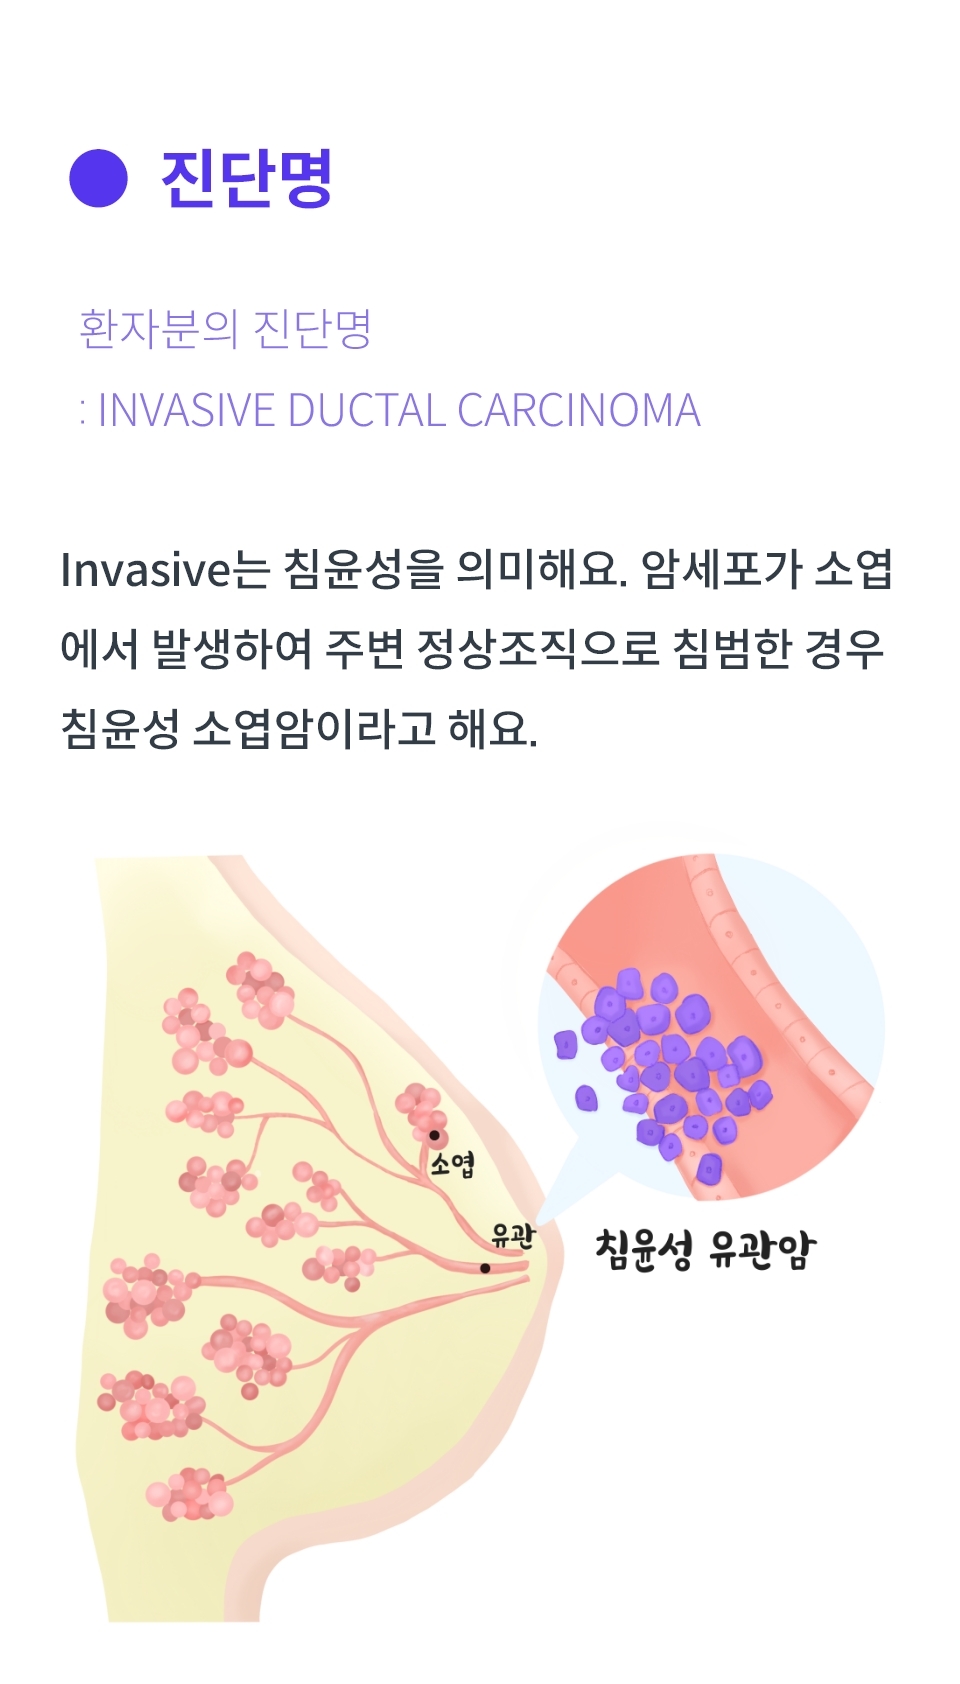 진단명
환자분의 진단명
: INVASIVE DUCTAL CARCINOMA
Invasive는 침윤성을 의미해요. 암세포가 소엽
에서 발생하여 주변 정상조직으로 침범한 경우
침윤성 소엽암이라고 해요.
소엽
유관
침윤성 유관암